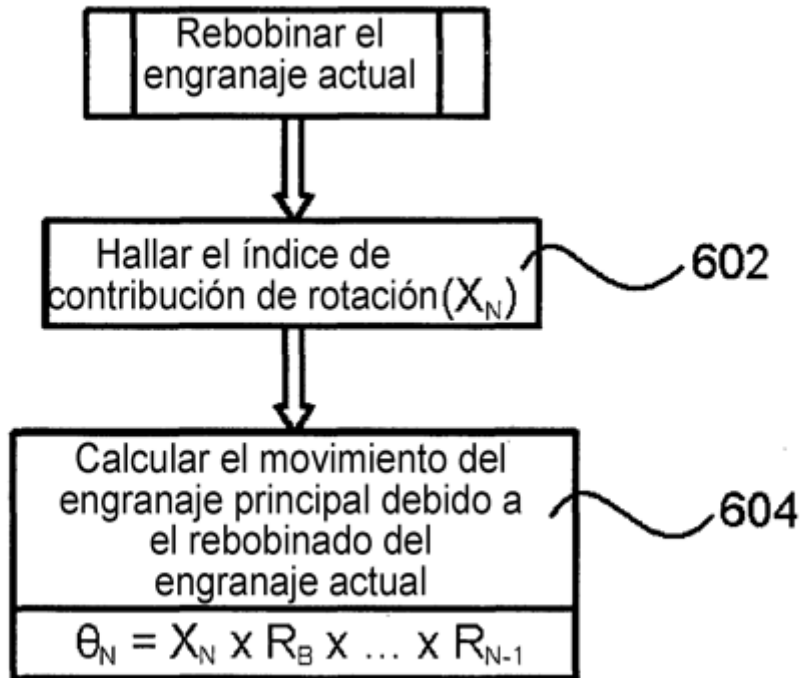 Rebobinar el
engranaje actual
Hallar el índice de
contribución de rotación (X_N)
602
Calcular el movimiento del
engranaje principal debido a
el rebobinado del
engranaje actual
604
θ_N = X_N x R_B x ... x R_N-1